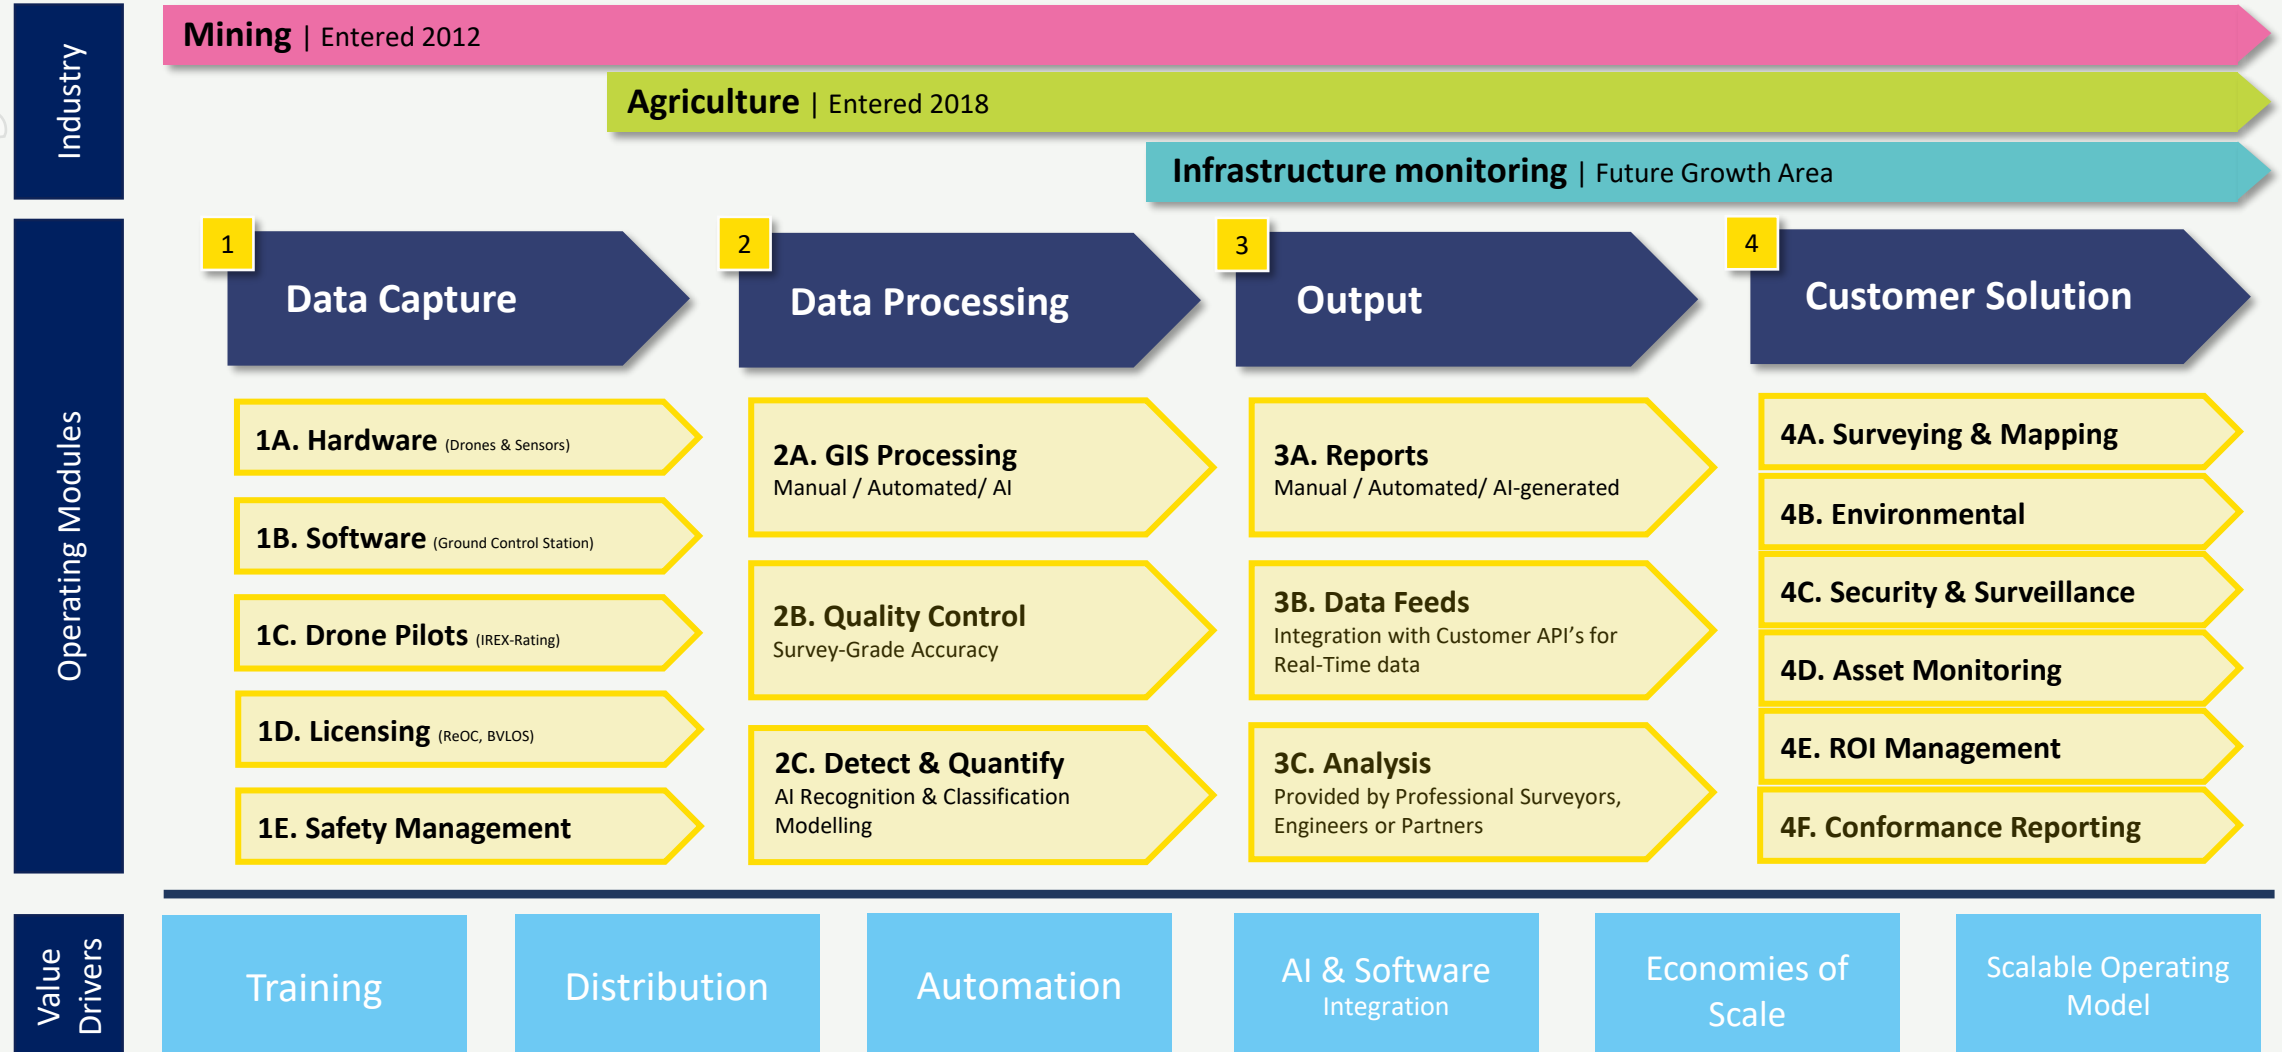 Industry
Mining | Entered 2012
Agriculture | Entered 2018
Infrastructure monitoring | Future Growth Area
Operating Modules
1
Data Capture
1A. Hardware (Drones & Sensors)
1B. Software (Ground Control Station)
1C. Drone Pilots (IREX-Rating)
1D. Licensing (ReOC, BVLOS)
1E. Safety Management
2
Data Processing
2A. GIS Processing
Manual / Automated/ AI
2B. Quality Control
Survey-Grade Accuracy
2C. Detect & Quantify
AI Recognition & Classification
Modelling
3
Output
3A. Reports
Manual / Automated/ AI-generated
3B. Data Feeds
Integration with Customer API's for
Real-Time data
3C. Analysis
Provided by Professional Surveyors,
Engineers or Partners
4
Customer Solution
4A. Surveying & Mapping
4B. Environmental
4C. Security & Surveillance
4D. Asset Monitoring
4E. ROI Management
4F. Conformance Reporting
Value
Drivers
Training
Distribution
Automation
AI & Software
Integration
Economies of
Scale
Scalable Operating
Model